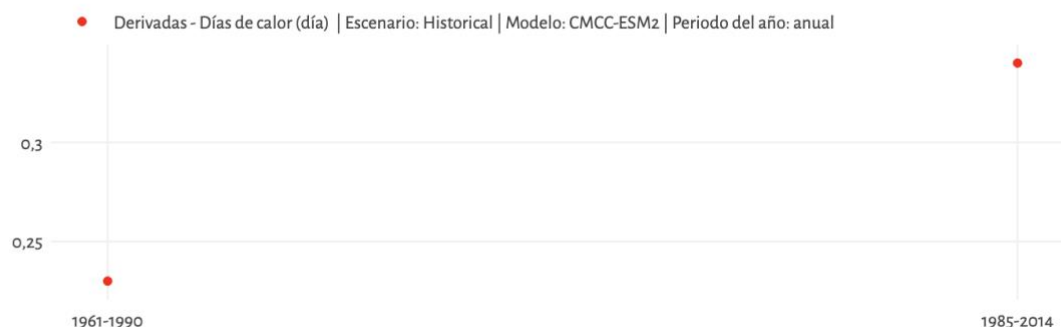 Derivadas - Días de calor (día) | Escenario: Historical | Modelo: CMCC-ESM2 | Periodo del año: anual
0,3
0,25
1961-1990 1985-2014